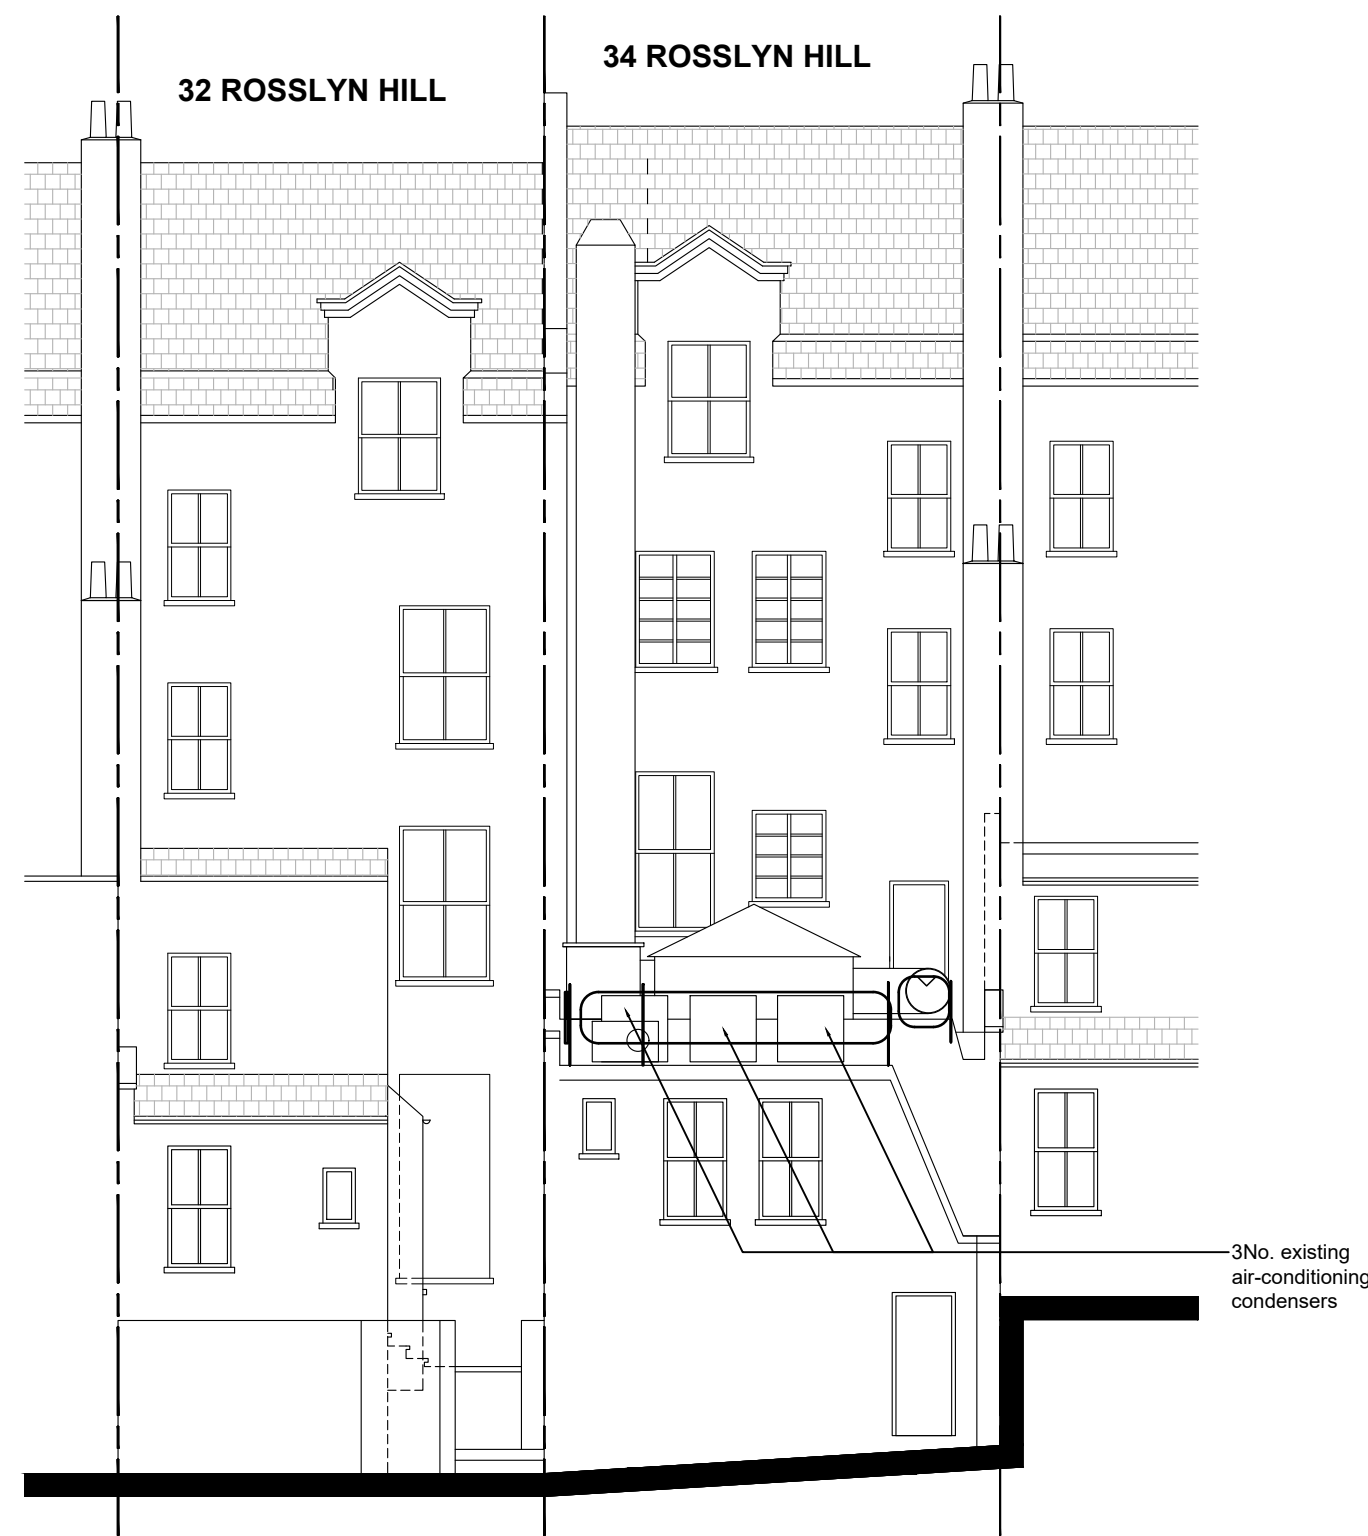 34 ROSSLYN HILL
32 ROSSLYN HILL
3No. existing
air-conditioning
condensers